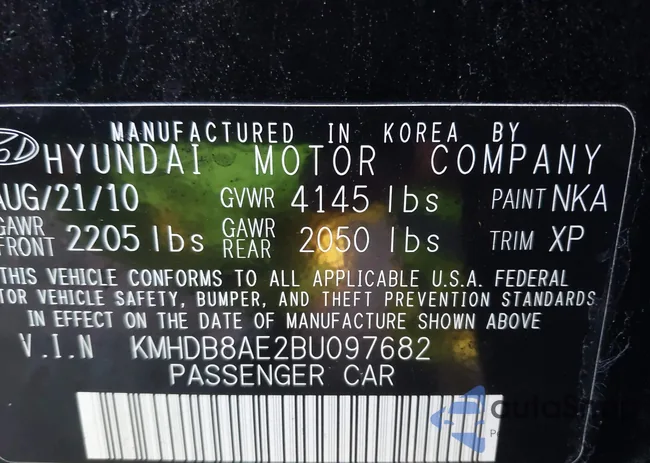 MANUFACTURED IN KOREA BY
HYUNDAI MOTOR COMPANY
AUG/21/10 GVWR 4145 lbs PAINT NKA
GAWR FRONT 2205 lbs GAWR REAR 2050 lbs TRIM XP
THIS VEHICLE CONFORMS TO ALL APPLICABLE U.S.A. FEDERAL
TOR VEHICLE SAFETY, BUMPER, AND THEFT PREVENTION STANDARDS
IN EFFECT ON THE DATE OF MANUFACTURE SHOWN ABOVE
V.I.N KMHDB8AE2BU097682
PASSENGER CAR